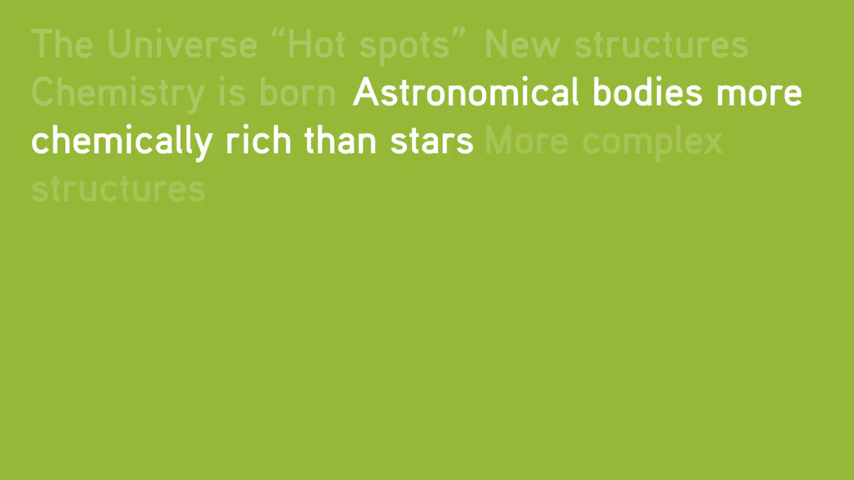 The Universe “Hot spots” New structures
Chemistry is born Astronomical bodies more
chemically rich than stars More complex
structures